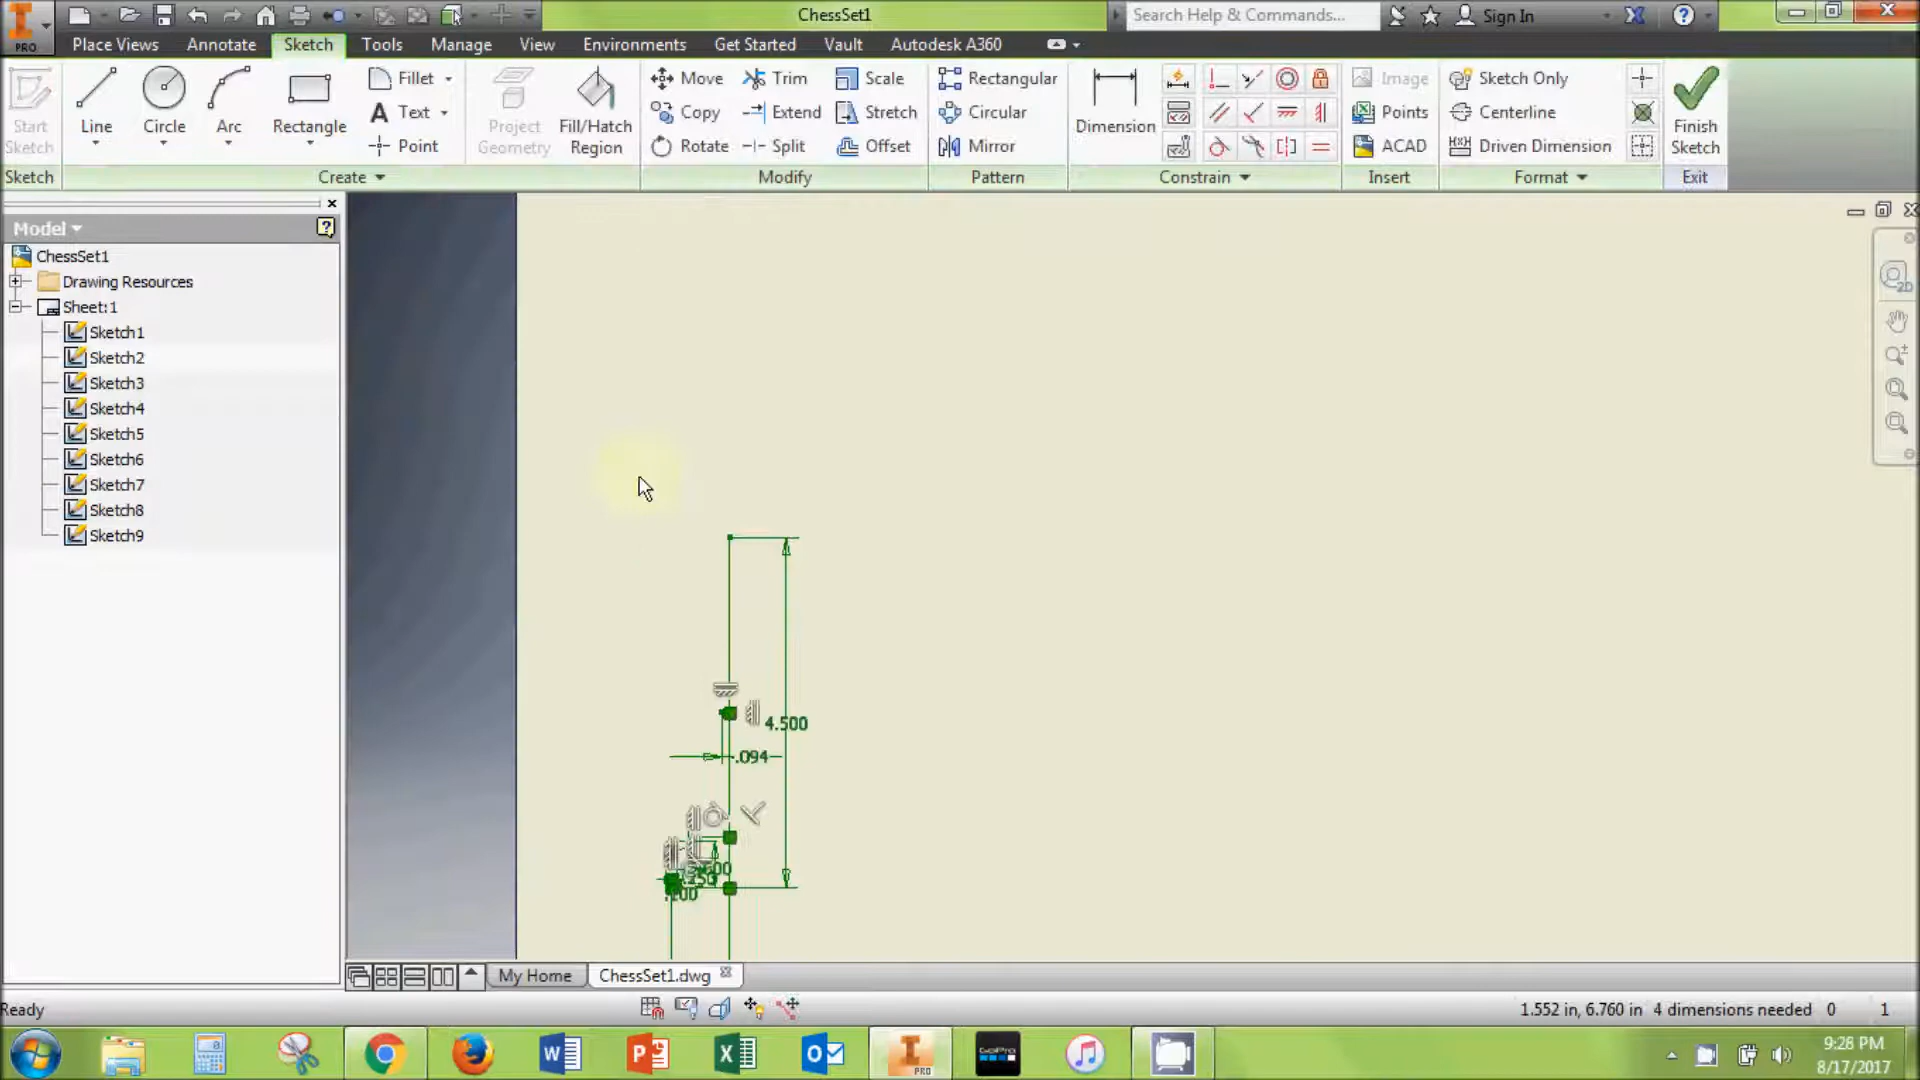 ChessSet1
Search Help & Commands...
Sign In
PRO
Place Views
Annotate
Sketch
Tools
Manage
View
Environments
Get Started
Vault
Autodesk A360
Start Sketch
Line
Circle
Arc
Rectangle
Fillet
Text
Point
Project Geometry
Fill/Hatch Region
Move
Copy
Rotate
Trim
Extend
Split
Scale
Stretch
Offset
Rectangular
Circular
Mirror
Dimension
Image
Points
ACAD
Sketch Only
Centerline
Driven Dimension
Finish Sketch
Sketch
Create
Modify
Pattern
Constrain
Insert
Format
Exit
Model
ChessSet1
Drawing Resources
Sheet:1
Sketch1
Sketch2
Sketch3
Sketch4
Sketch5
Sketch6
Sketch7
Sketch8
Sketch9
2D
4.500
.094
My Home
ChessSet1.dwg
Ready
1.552 in, 6.760 in 4 dimensions needed 0 1
PRO
GoPro
9:28 PM
8/17/2017